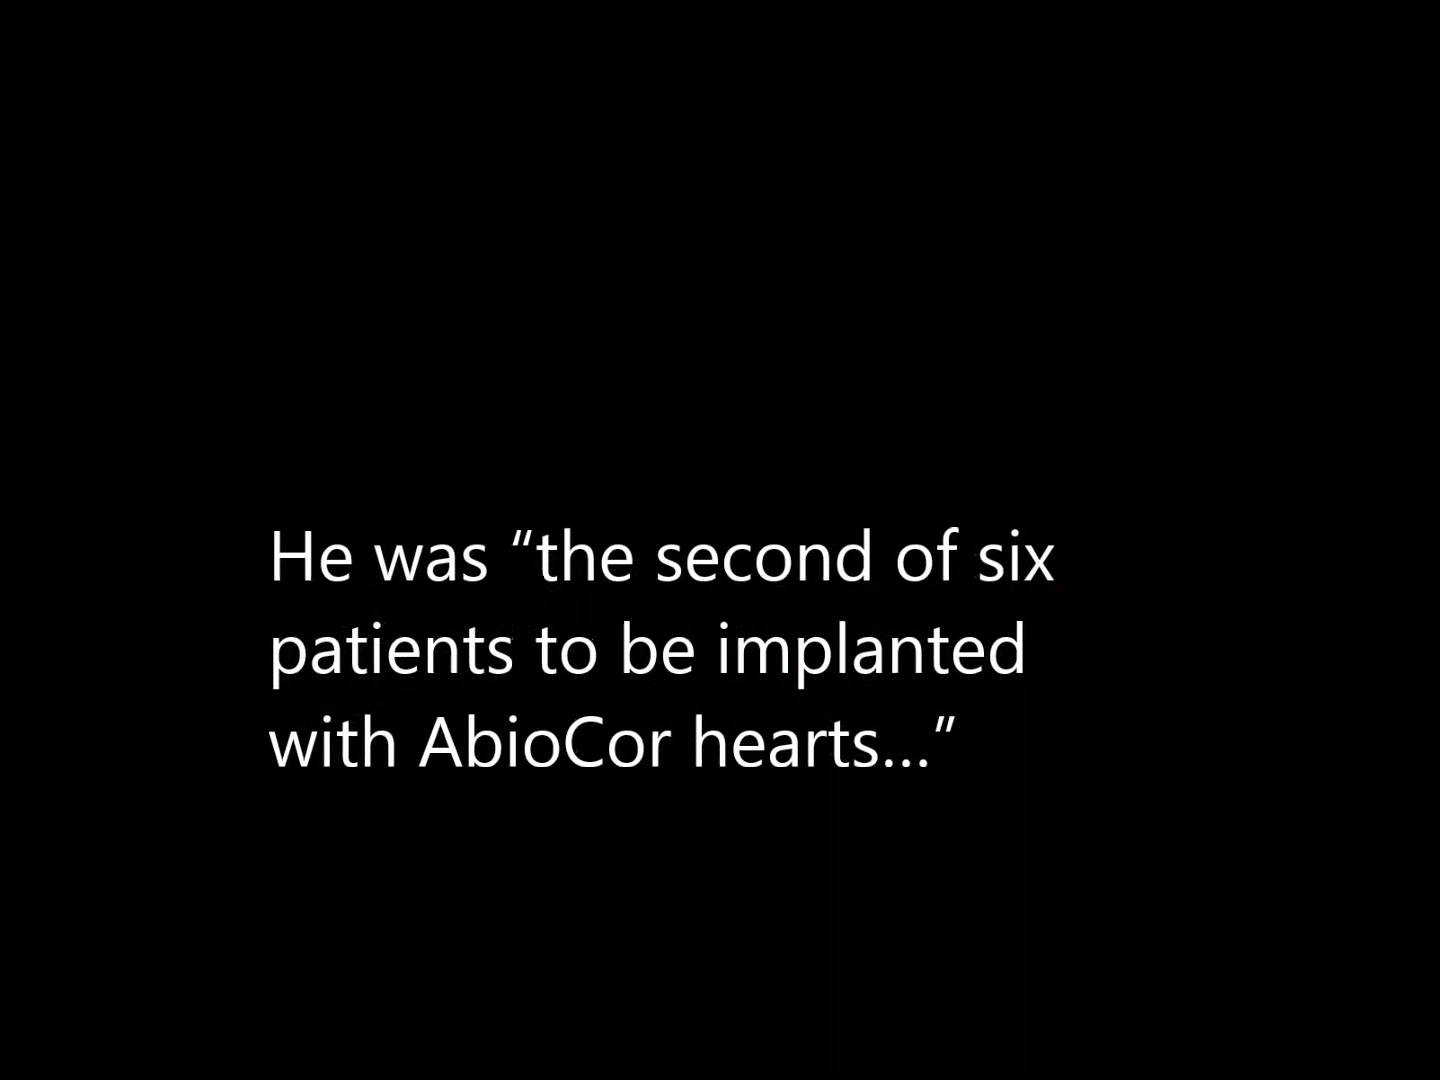 He was “the second of six
patients to be implanted
with AbioCor hearts…”